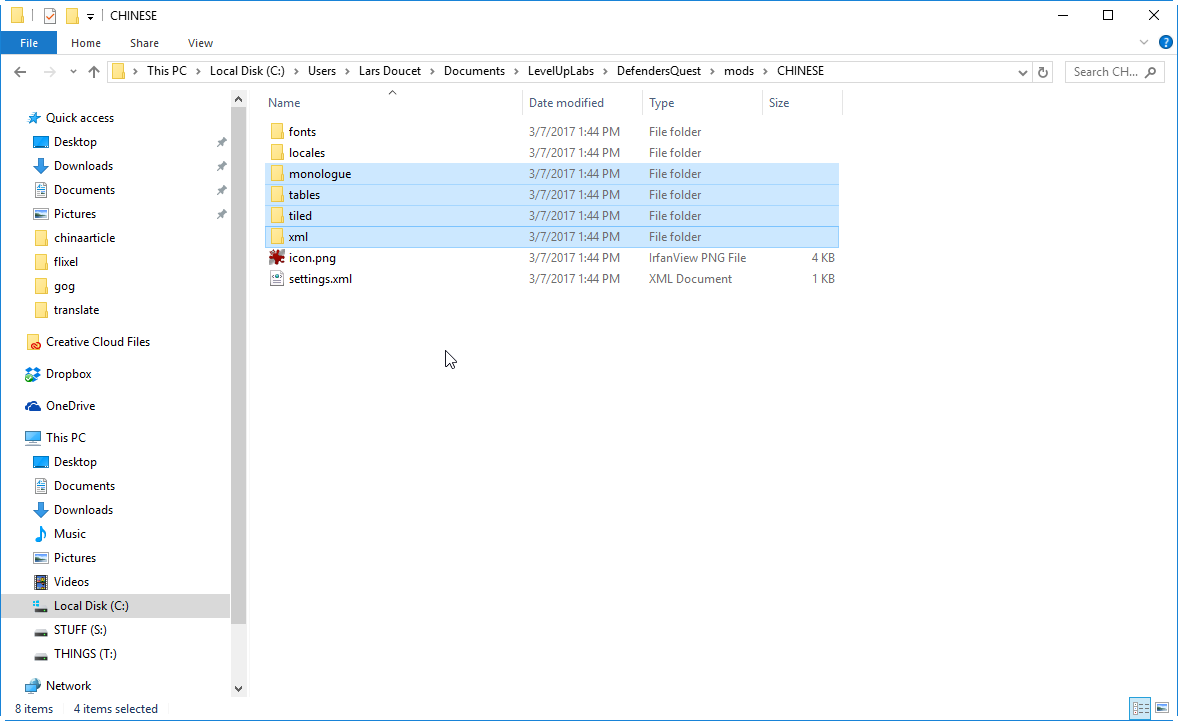 CHINESE
File Home Share View
This PC Local Disk (C:) Users Lars Doucet Documents LevelUpLabs DefendersQuest mods CHINESE
Search CH...
Quick access
Desktop
Downloads
Documents
Pictures
chinaarticle
flixel
gog
translate
Creative Cloud Files
Dropbox
OneDrive
This PC
Desktop
Documents
Downloads
Music
Pictures
Videos
Local Disk (C:)
STUFF (S:)
THINGS (T:)
Network
Name Date modified Type Size
fonts 3/7/2017 1:44 PM File folder
locales 3/7/2017 1:44 PM File folder
monologue 3/7/2017 1:44 PM File folder
tables 3/7/2017 1:44 PM File folder
tiled 3/7/2017 1:44 PM File folder
xml 3/7/2017 1:44 PM File folder
icon.png 3/7/2017 1:44 PM IrfanView PNG File 4 KB
settings.xml 3/7/2017 1:44 PM XML Document 1 KB
8 items 4 items selected